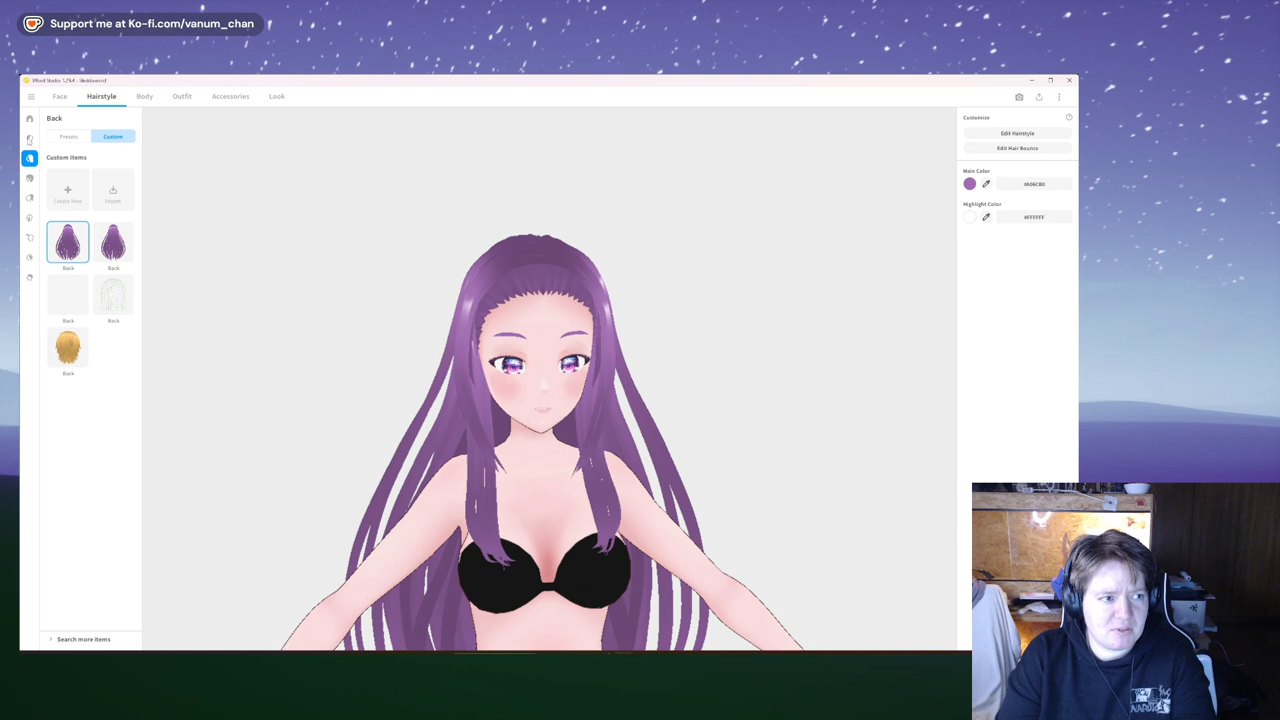 Support me at Ko-fi.com/vanum_chan
Face
Hairstyle
Body
Outfit
Accessories
Look
Back
Presets
Custom
Custom Items
Create New
Import
Back
Back
Back
Back
Back
Search more items
Customize
Edit Hairstyle
Edit Hair Bounce
Main Color
Highlight Color
#FFFFFF